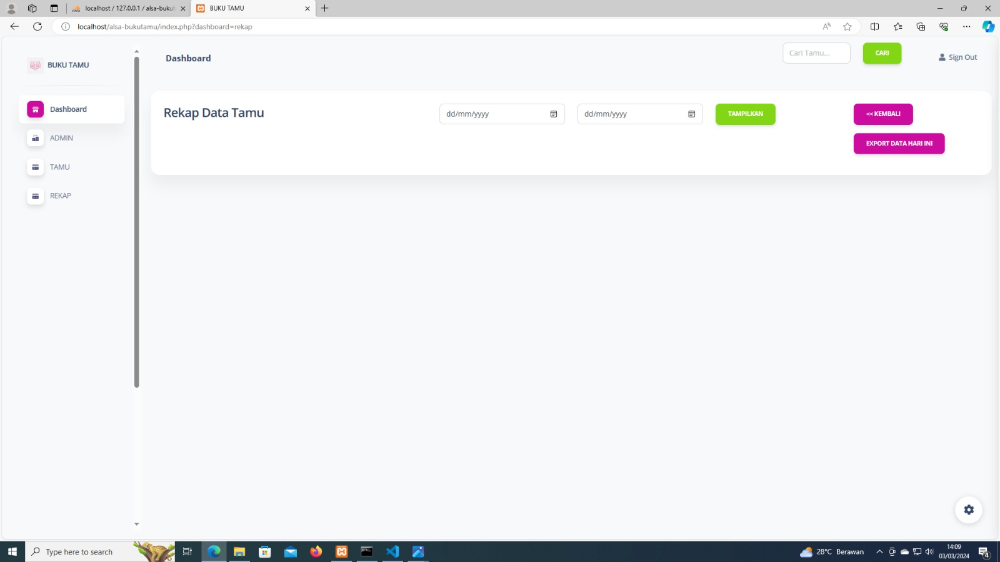 localhost / 127.0.0.1 / alsa-bukut
BUKU TAMU
localhost/alsa-bukutamu/index.php?dashboard=rekap
BUKU TAMU
Dashboard
Cari Tamu...
CARI
Sign Out
Dashboard
ADMIN
TAMU
REKAP
Rekap Data Tamu
dd/mm/yyyy
dd/mm/yyyy
TAMPILKAN
<< KEMBALI
EXPORT DATA HARI INI
Type here to search
28°C Berawan
14:09
03/03/2024
4